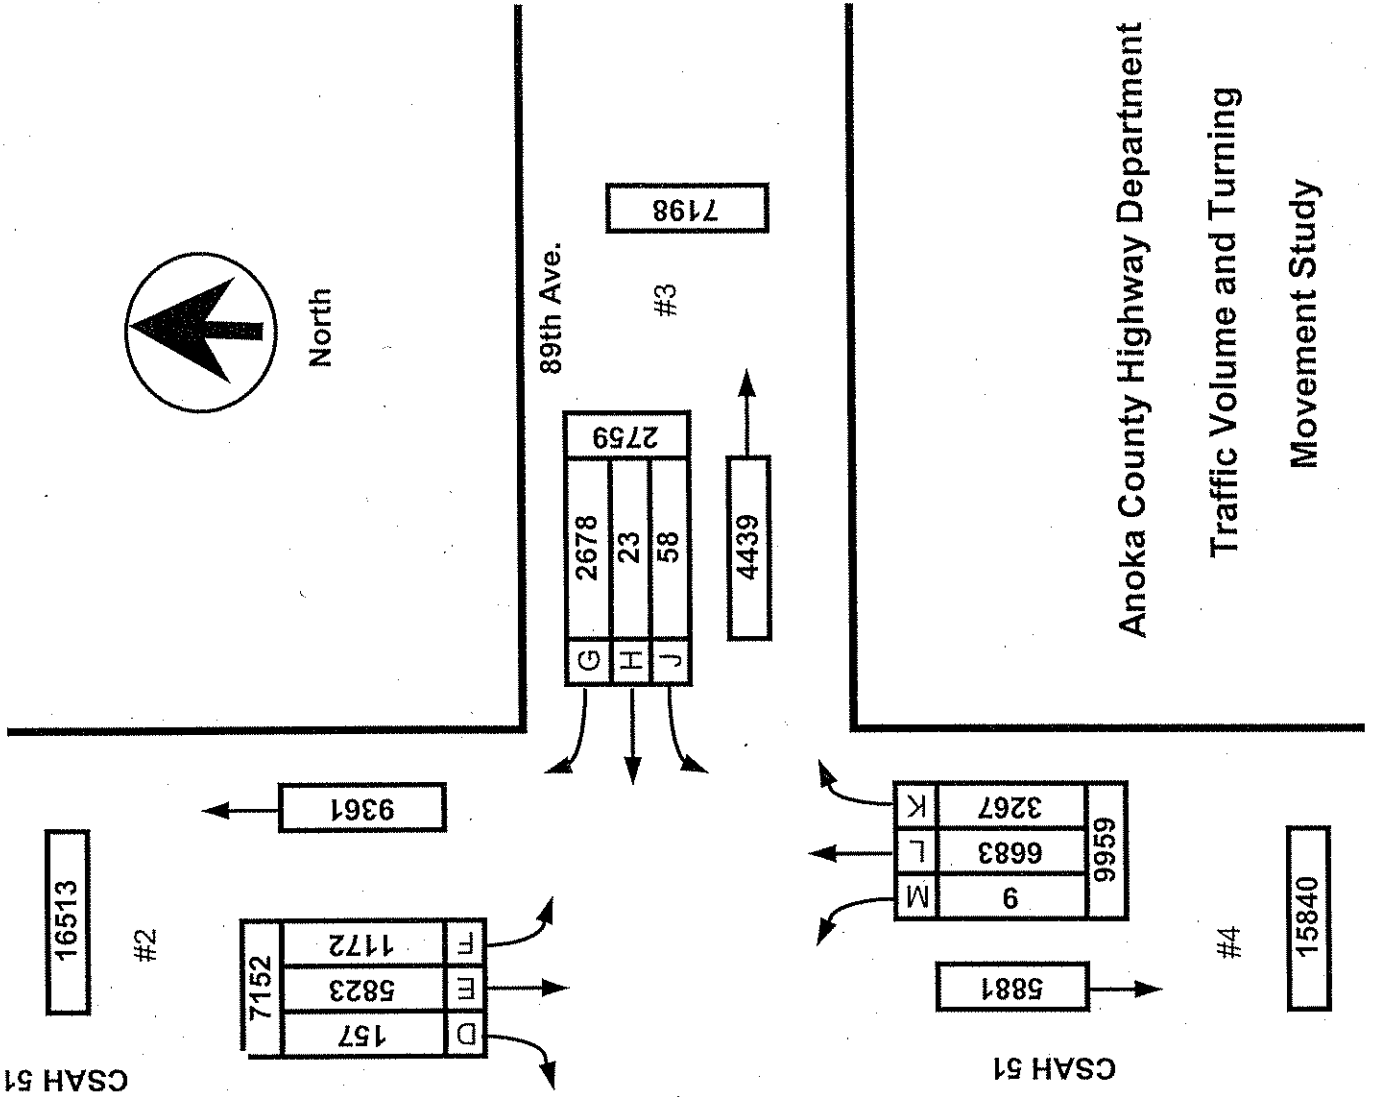 CSAH 51
16513
#2
7152
1172
5823
157
F
E
D
9361
North
89th Ave.
2759
2678
23
58
G
H
J
#3
7198
4439
K
L
M
3267
6683
9
9959
5881
#4
15840
CSAH 51
Anoka County Highway Department
Traffic Volume and Turning
Movement Study